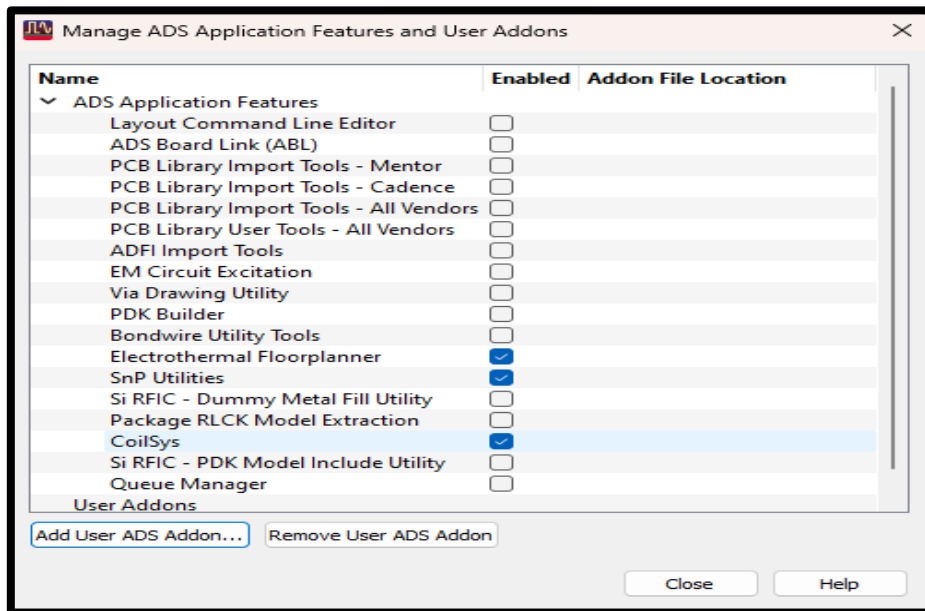 Manage ADS Application Features and User Addons
Name Enabled Addon File Location
ADS Application Features
Layout Command Line Editor
ADS Board Link (ABL)
PCB Library Import Tools - Mentor
PCB Library Import Tools - Cadence
PCB Library Import Tools - All Vendors
PCB Library User Tools - All Vendors
ADFI Import Tools
EM Circuit Excitation
Via Drawing Utility
PDK Builder
Bondwire Utility Tools
Electrothermal Floorplanner
SnP Utilities
Si RFIC - Dummy Metal Fill Utility
Package RLCK Model Extraction
CoilSys
Si RFIC - PDK Model Include Utility
Queue Manager
User Addons
Add User ADS Addon... Remove User ADS Addon
Close Help